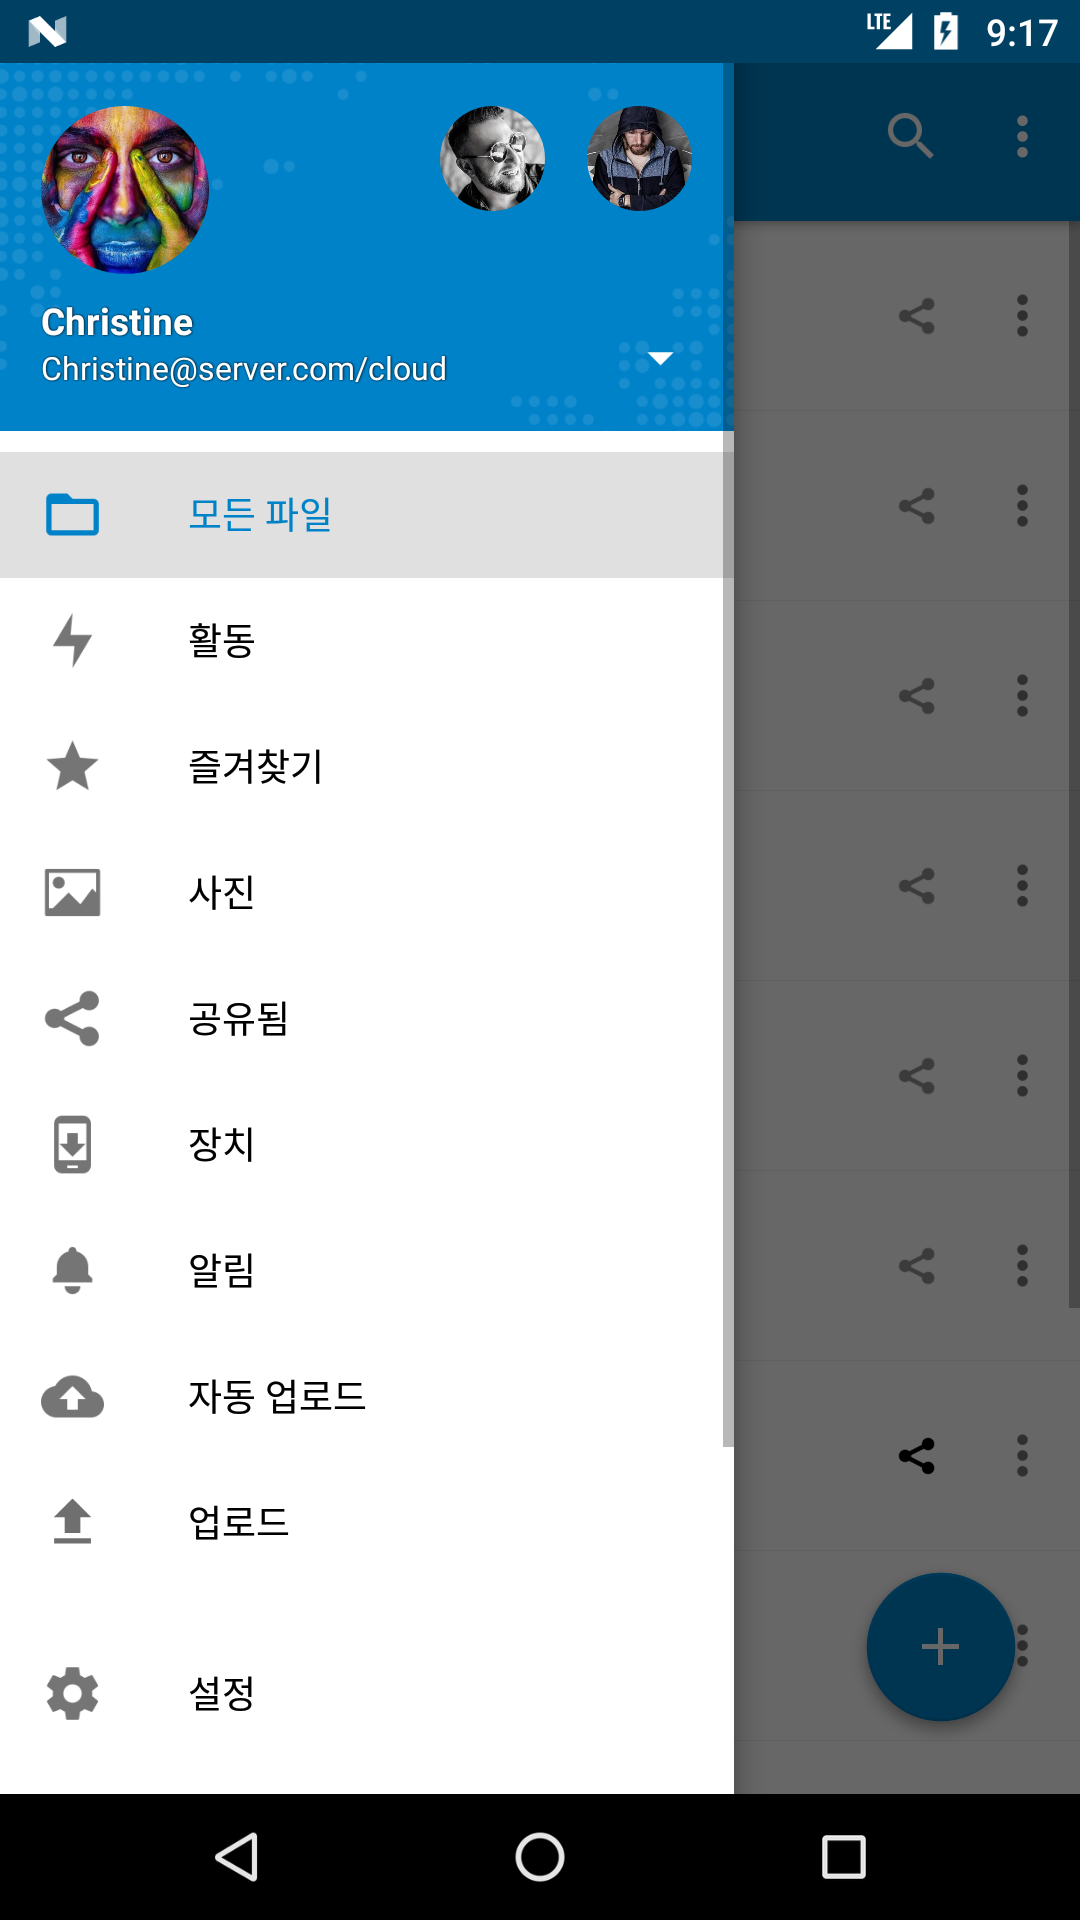 LTE 9:17
Christine
Christine@server.com/cloud
모든 파일
활동
즐겨찾기
사진
공유됨
장치
알림
자동 업로드
업로드
설정